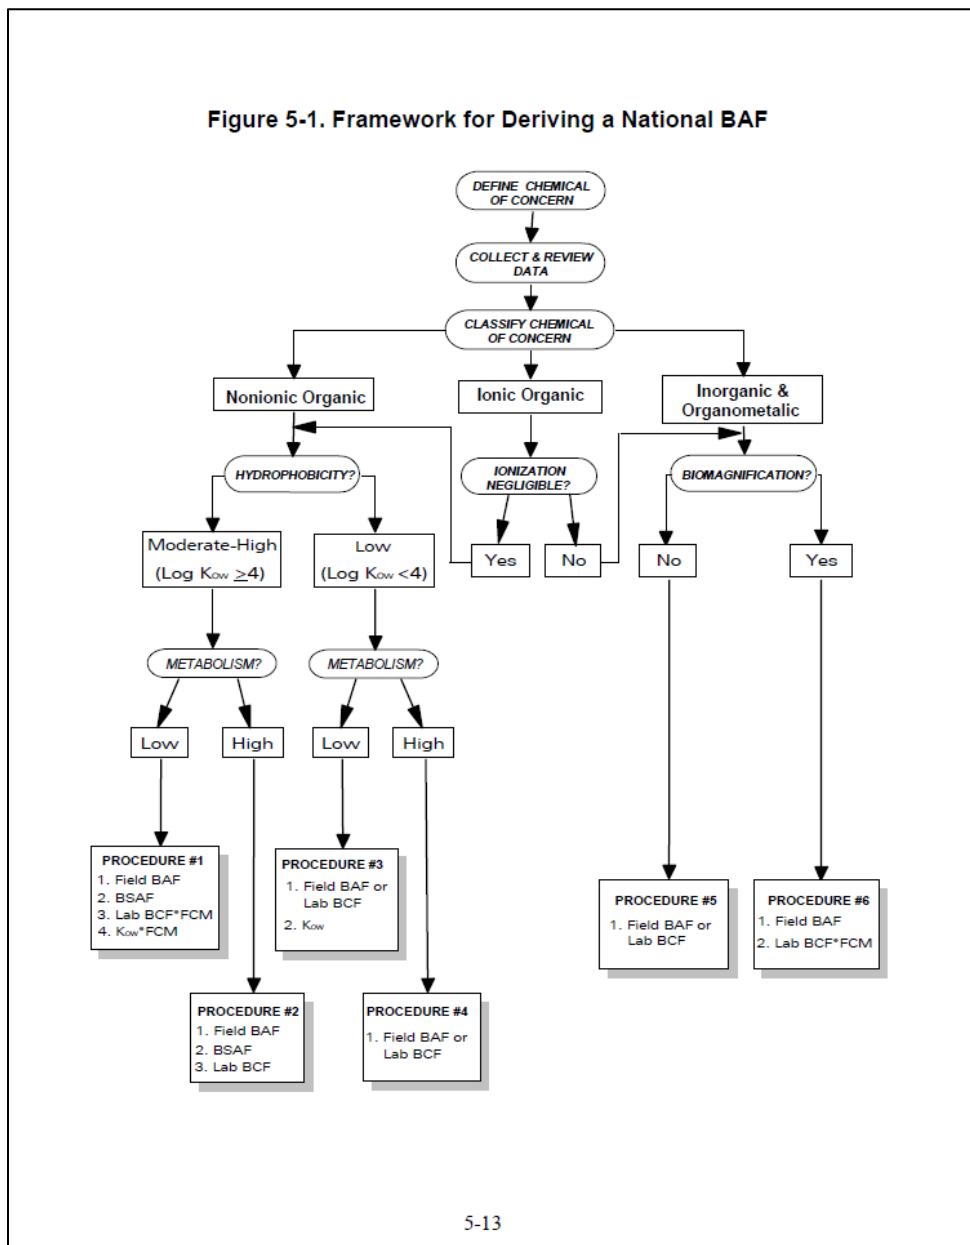 Figure 5-1. Framework for Deriving a National BAF
DEFINE CHEMICAL
OF CONCERN
COLLECT & REVIEW
DATA
CLASSIFY CHEMICAL
OF CONCERN
Nonionic Organic
Ionic Organic
Inorganic &
Organometalic
HYDROPHOBICITY?
IONIZATION
NEGLIGIBLE?
BIOMAGNIFICATION?
Moderate-High
(Log Kow ≥4)
Low
(Log Kow <4)
Yes
No
No
Yes
METABOLISM?
METABOLISM?
Low
High
Low
High
PROCEDURE #1
1. Field BAF
2. BSAF
3. Lab BCF*FCM
4. Kow*FCM
PROCEDURE #3
1. Field BAF or
Lab BCF
2. Kow
PROCEDURE #5
1. Field BAF or
Lab BCF
PROCEDURE #6
1. Field BAF
2. Lab BCF*FCM
PROCEDURE #2
1. Field BAF
2. BSAF
3. Lab BCF
PROCEDURE #4
1. Field BAF or
Lab BCF
5-13